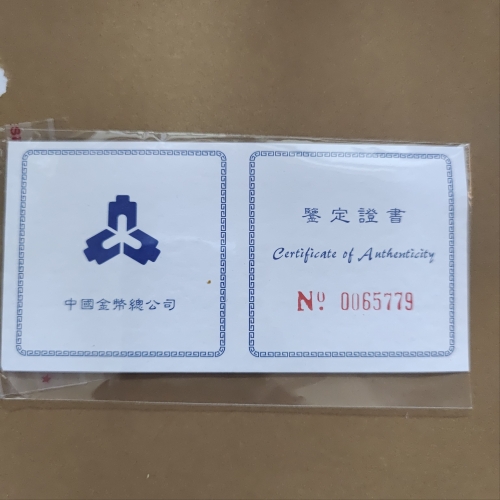 中國金幣總公司
鑒定證書
Certificate of Authenticity
Nº 0065779